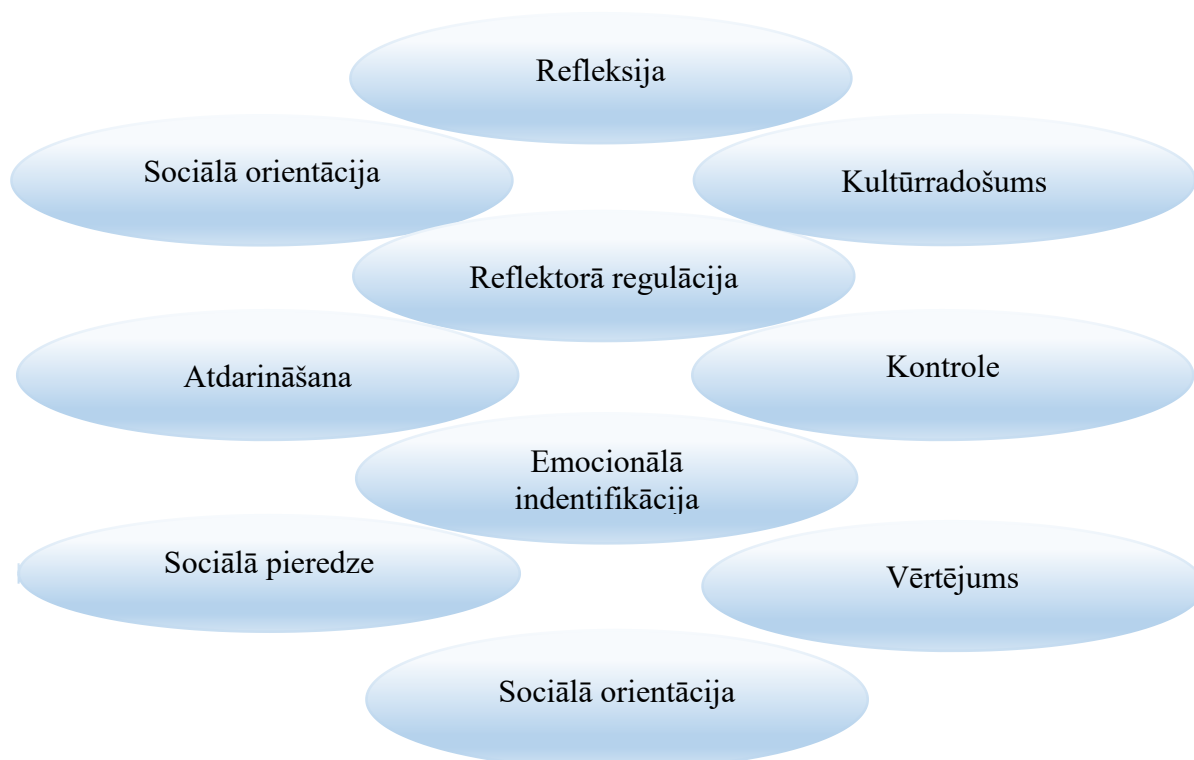 Refleksija
Sociālā orientācija
Kultūrradošums
Reflektorā regulācija
Atdarināšana
Kontrole
Emocionālā
indentifikācija
Sociālā pieredze
Vērtējums
Sociālā orientācija